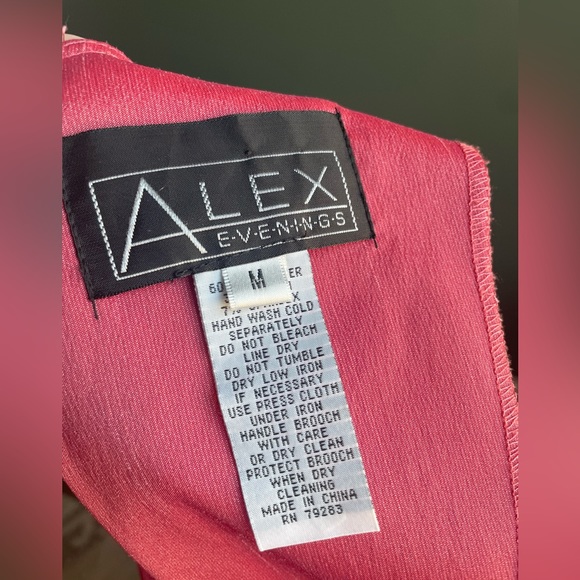 ALEX
E-V-E-N-I-N-G-S
M
HAND WASH COLD
SEPARATELY
DO NOT BLEACH
LINE DRY
DO NOT TUMBLE
DRY LOW IRON
IF NECESSARY
USE PRESS CLOTH
UNDER IRON
HANDLE BROOCH
WITH CARE
OR DRY CLEAN
PROTECT BROOCH
WHEN DRY
CLEANING
MADE IN CHINA
RN 79283